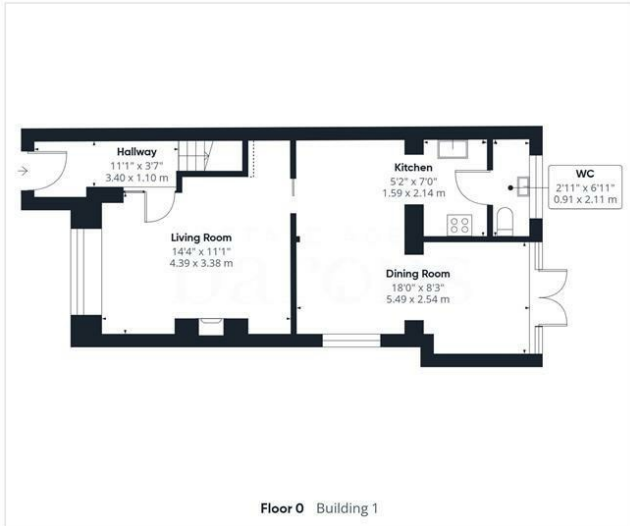 Hallway
11'1" x 3'7"
3.40 x 1.10 m
Kitchen
5'2" x 7'0"
1.59 x 2.14 m
WC
2'11" x 6'11"
0.91 x 2.11 m
Living Room
14'4" x 11'1"
4.39 x 3.38 m
Dining Room
18'0" x 8'3"
5.49 x 2.54 m
Floor 0 Building 1